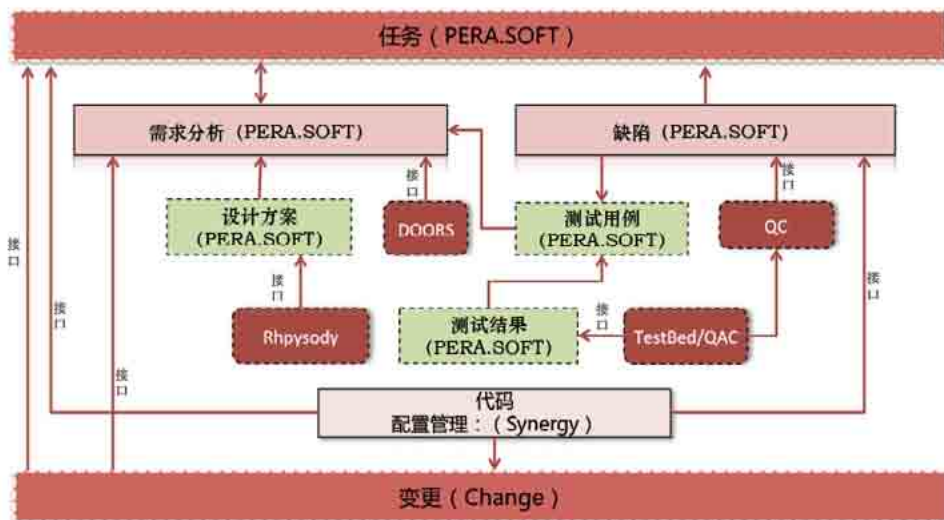 任务（PERA.SOFT）
需求分析（PERA.SOFT）
缺陷（PERA.SOFT）
接口
接口
设计方案
（PERA.SOFT）
DOORS
测试用例
（PERA.SOFT）
QC
接口
接口
接口
接口
接口
Rhpysody
测试结果
（PERA.SOFT）
TestBed/QAC
接口
代码
配置管理：（Synergy）
变更（Change）